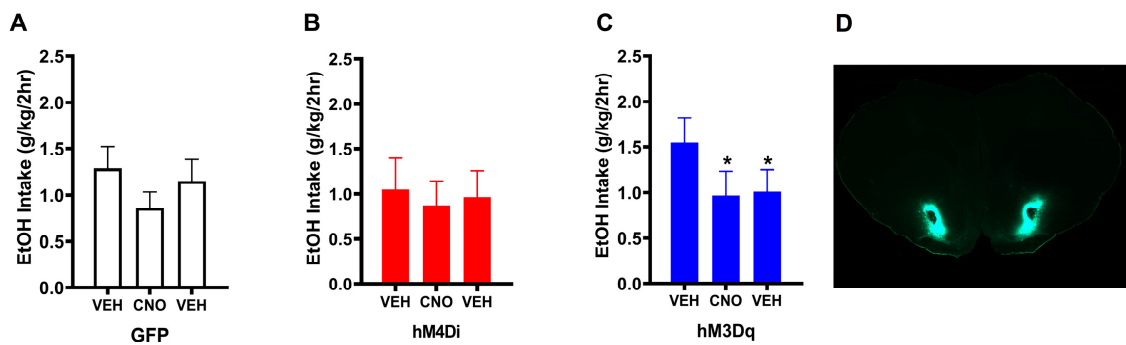 A
EtOH Intake (g/kg/2hr)
2.5
2.0
1.5
1.0
0.5
0.0
VEH CNO VEH
GFP
B
EtOH Intake (g/kg/2hr)
2.5
2.0
1.5
1.0
0.5
0.0
VEH CNO VEH
hM4Di
C
EtOH Intake (g/kg/2hr)
2.5
2.0
1.5
1.0
0.5
0.0
* *
VEH CNO VEH
hM3Dq
D